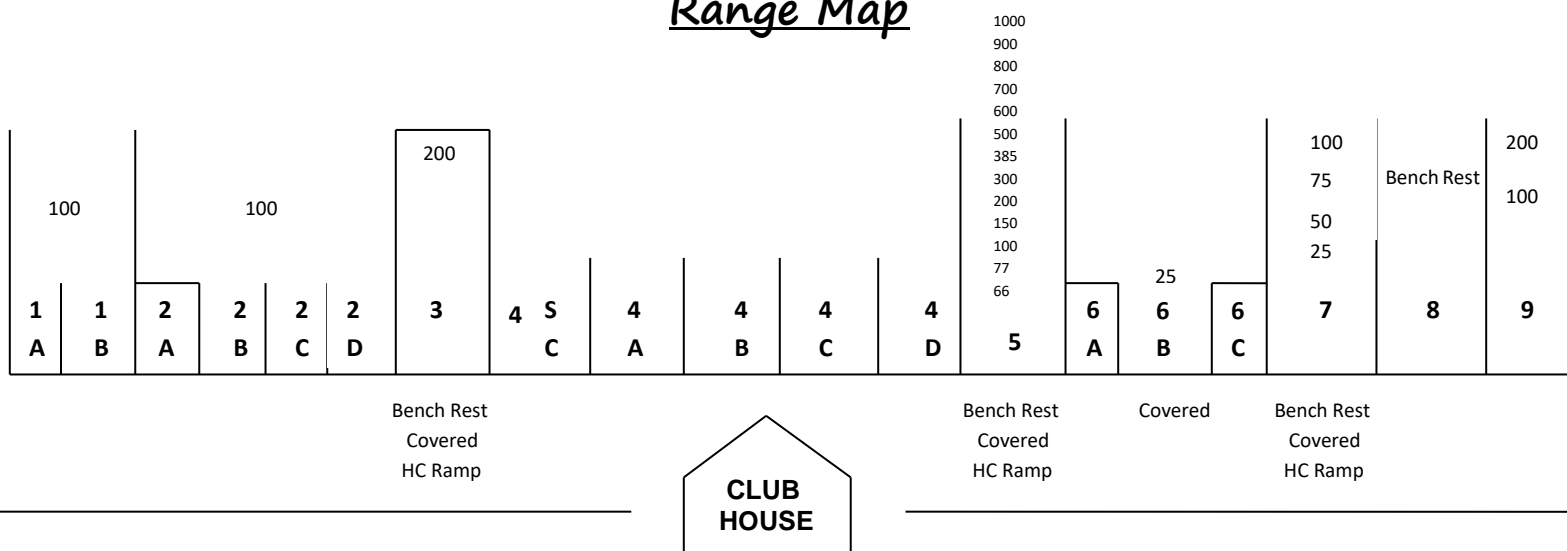 Range Map
1000
900
800
700
600
500
385
300
200
150
100
77
66
200
100
100
100
75
50
25
Bench Rest
200
100
25
1 1 2 2 2 2 3 4 S 4 4 4 4 5 6 6 6 7 8 9
A B A B C D C A B C D A B C
Bench Rest
Covered
HC Ramp
Bench Rest
Covered
HC Ramp
Covered
Bench Rest
Covered
HC Ramp
CLUB
HOUSE